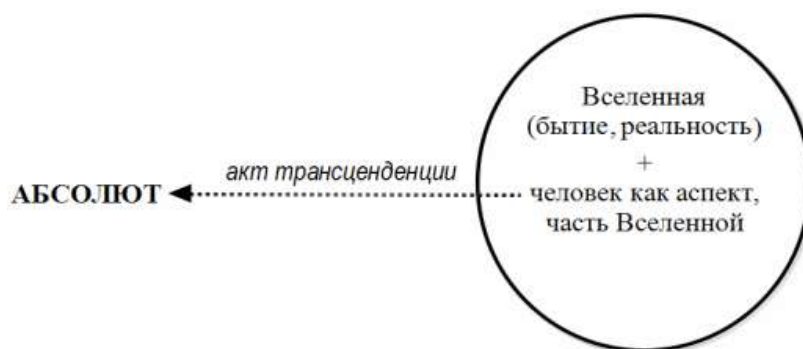 Вселенная
(бытие, реальность)
+
акт трансценденции
АБСОЛЮТ
человек как аспект,
часть Вселенной